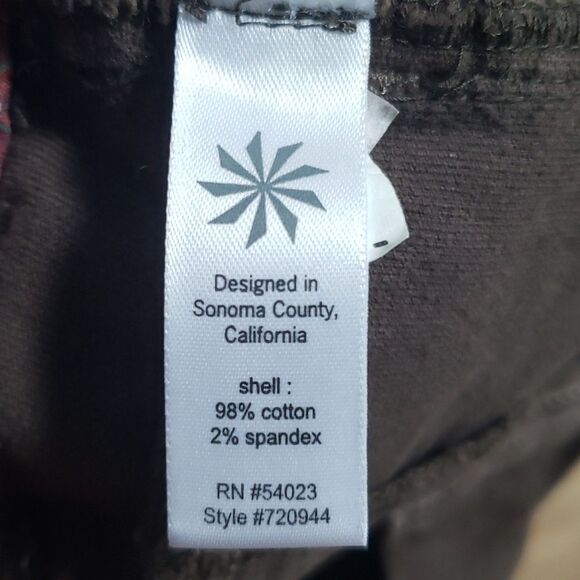 Designed in
Sonoma County,
California
shell :
98% cotton
2% spandex
RN #54023
Style #720944